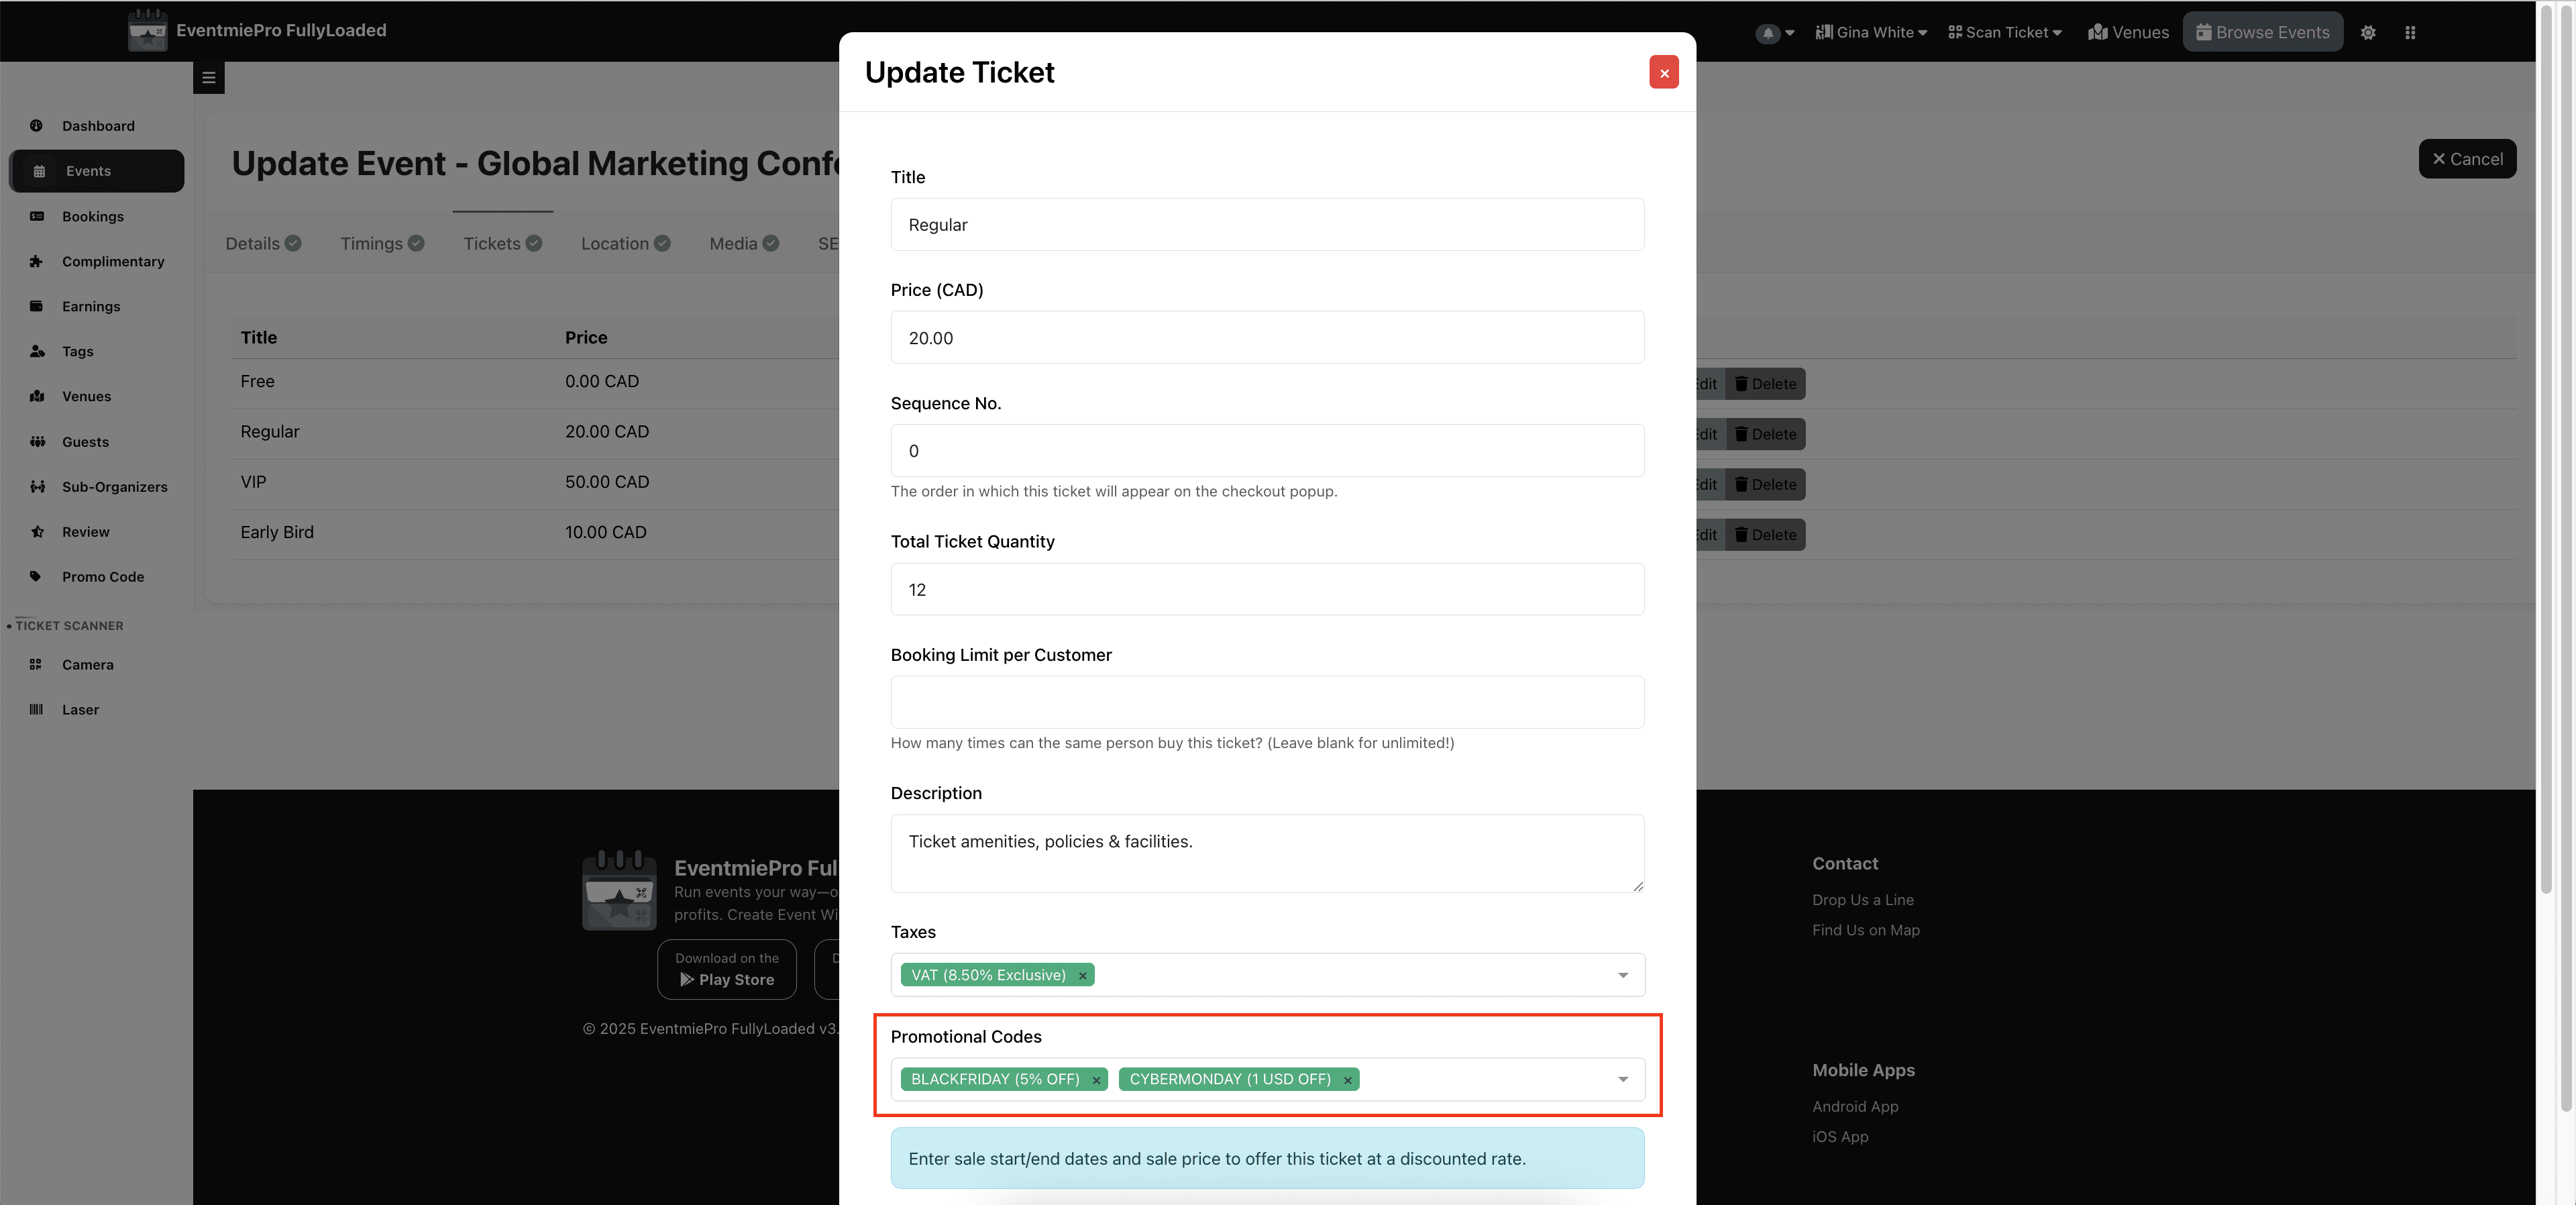 EventmiePro FullyLoaded
Gina White
Scan Ticket
Venues
Browse Events
Dashboard
Events
Bookings
Complimentary
Earnings
Tags
Venues
Guests
Sub-Organizers
Review
Promo Code
TICKET SCANNER
Camera
Laser
Update Event - Global Marketing Confe
Cancel
Details
Timings
Tickets
Location
Media
SE
Title
Price
Free
0.00 CAD
Edit
Delete
Regular
20.00 CAD
Edit
Delete
VIP
50.00 CAD
Edit
Delete
Early Bird
10.00 CAD
Edit
Delete
Update Ticket
Title
Regular
Price (CAD)
20.00
Sequence No.
0
The order in which this ticket will appear on the checkout popup.
Total Ticket Quantity
12
Booking Limit per Customer
How many times can the same person buy this ticket? (Leave blank for unlimited!)
Description
Ticket amenities, policies & facilities.
Taxes
VAT (8.50% Exclusive) ×
Promotional Codes
BLACKFRIDAY (5% OFF) × CYBERMONDAY (1 USD OFF) ×
Enter sale start/end dates and sale price to offer this ticket at a discounted rate.
EventmiePro Ful
Run events your way—o
profits. Create Event Wi
Download on the
Play Store
D
© 2025 EventmiePro FullyLoaded v3.
Contact
Drop Us a Line
Find Us on Map
Mobile Apps
Android App
iOS App